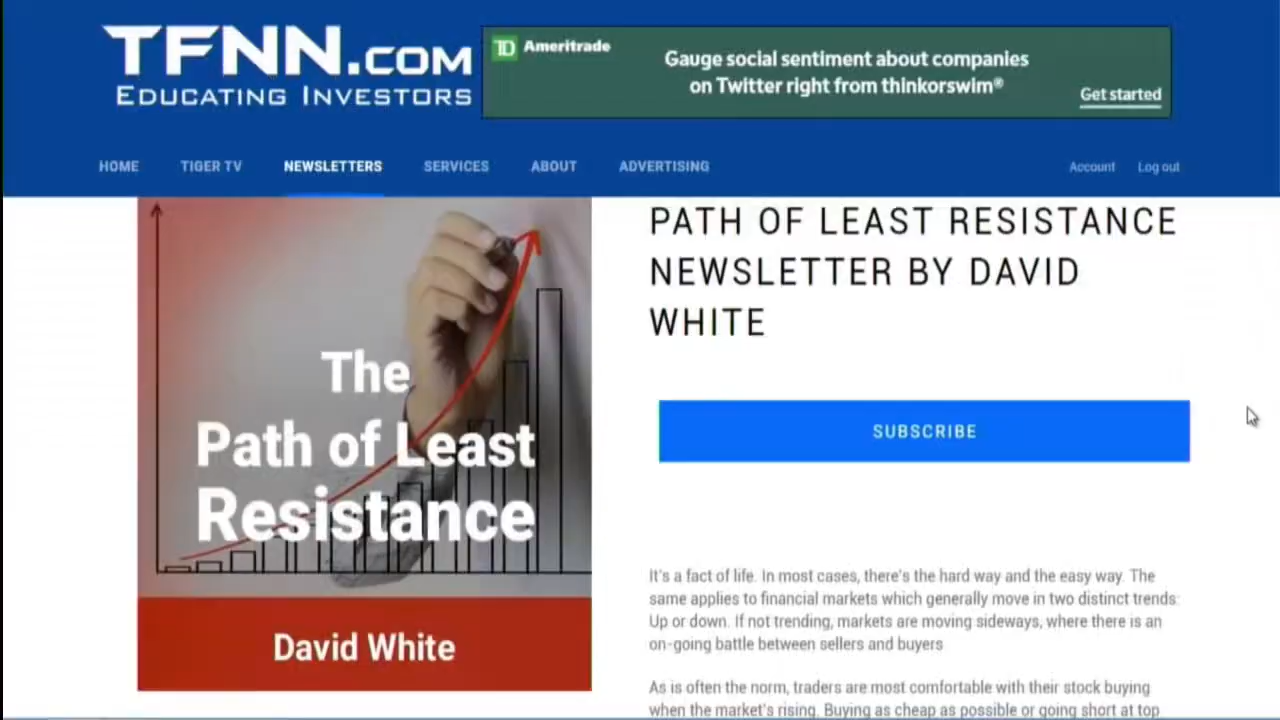 TFNN.COM
EDUCATING INVESTORS
TD Ameritrade
Gauge social sentiment about companies
on Twitter right from thinkorswim®
Get started
HOME TIGER TV NEWSLETTERS SERVICES ABOUT ADVERTISING Account Log out
The
Path of Least
Resistance
David White
PATH OF LEAST RESISTANCE
NEWSLETTER BY DAVID
WHITE
SUBSCRIBE
It's a fact of life. In most cases, there's the hard way and the easy way. The
same applies to financial markets which generally move in two distinct trends:
Up or down. If not trending, markets are moving sideways, where there is an
on-going battle between sellers and buyers
As is often the norm, traders are most comfortable with their stock buying
when the market's rising. Buying as cheap as possible or going short at top